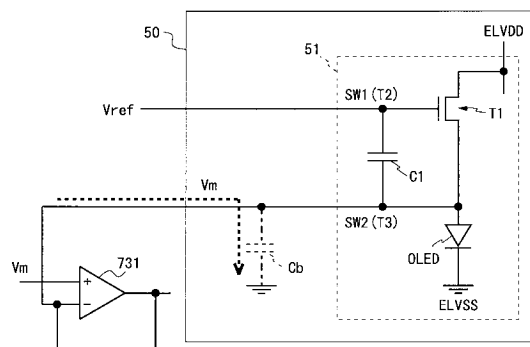 50
ELVDD
51
SW1(T2)
Vref
T1
C1
Vm
SW2(T3)
Vm
731
+
−
Cb
OLED
ELVSS